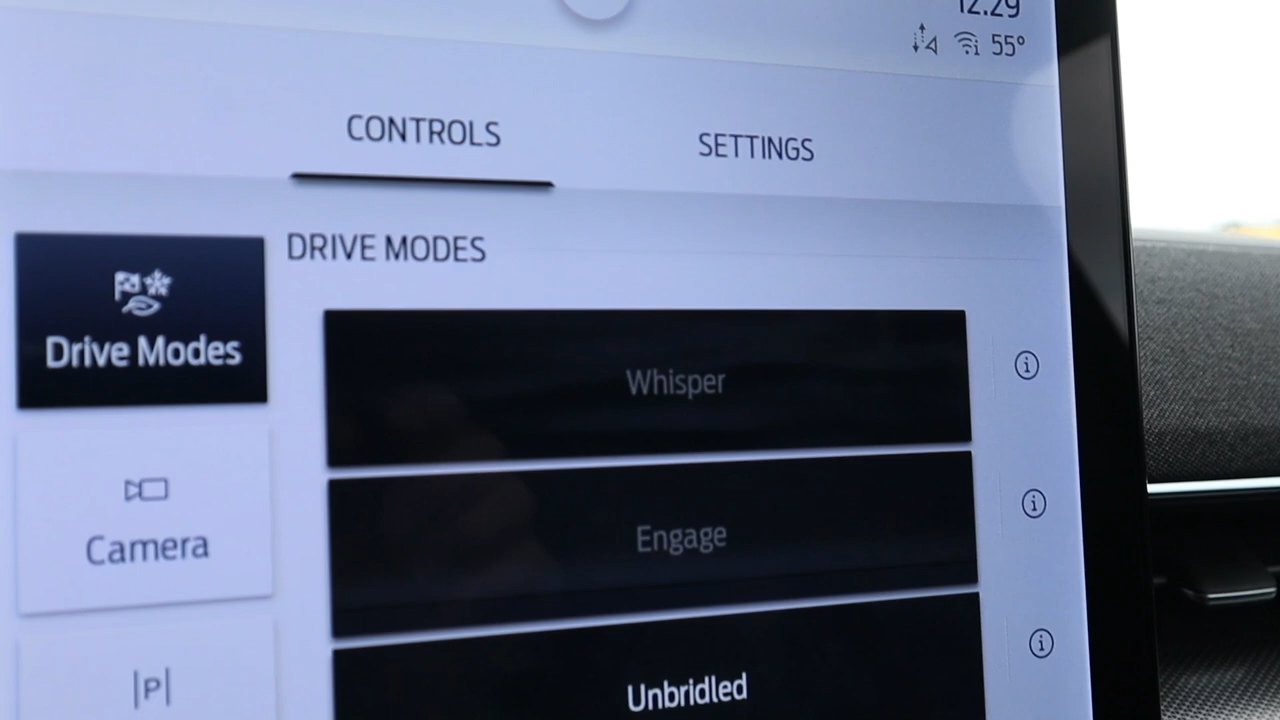 12:29
55°
CONTROLS
SETTINGS
DRIVE MODES
Drive Modes
Whisper
Camera
Engage
P
Unbridled